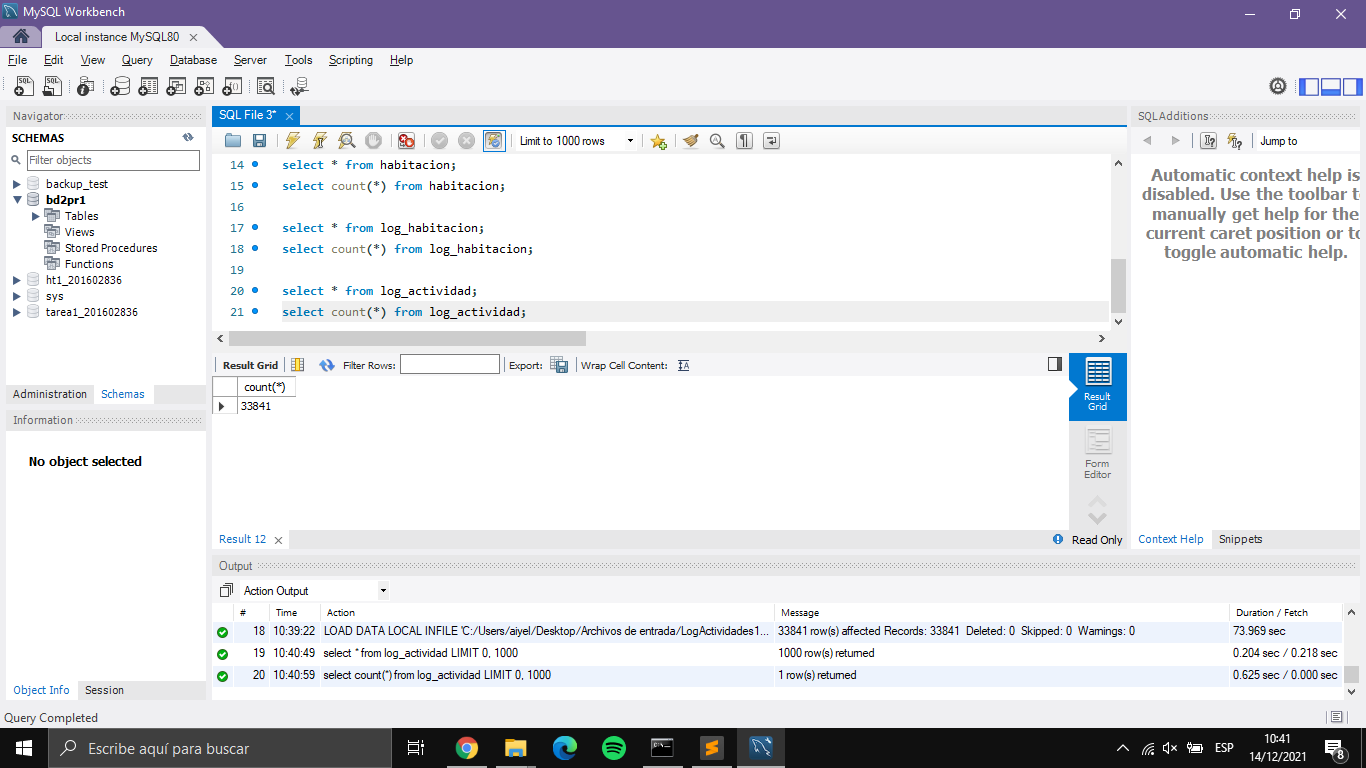 MySQL Workbench
Local instance MySQL80
File Edit View Query Database Server Tools Scripting Help
Navigator
SCHEMAS
Filter objects
backup_test
bd2pr1
Tables
Views
Stored Procedures
Functions
ht1_201602836
sys
tarea1_201602836
Administration Schemas
Information
No object selected
Object Info Session
SQL File 3*
Limit to 1000 rows
14 select * from habitacion;
15 select count(*) from habitacion;
16
17 select * from log_habitacion;
18 select count(*) from log_habitacion;
19
20 select * from log_actividad;
21 select count(*) from log_actividad;
Result Grid Filter Rows: Export: Wrap Cell Content:
count(*)
33841
Result
Grid
Form
Editor
Result 12
Read Only
SQLAdditions
Jump to
Automatic context help is
disabled. Use the toolbar t
manually get help for the
current caret position or to
toggle automatic help.
Context Help Snippets
Output
Action Output
# Time Action Message Duration / Fetch
18 10:39:22 LOAD DATA LOCAL INFILE 'C:/Users/aiyel/Desktop/Archivos de entrada/LogActividades1... 33841 row(s) affected Records: 33841 Deleted: 0 Skipped: 0 Warnings: 0 73.969 sec
19 10:40:49 select * from log_actividad LIMIT 0, 1000 1000 row(s) returned 0.204 sec / 0.218 sec
20 10:40:59 select count(*) from log_actividad LIMIT 0, 1000 1 row(s) returned 0.625 sec / 0.000 sec
Query Completed
Escribe aquí para buscar
ESP
10:41
14/12/2021
8